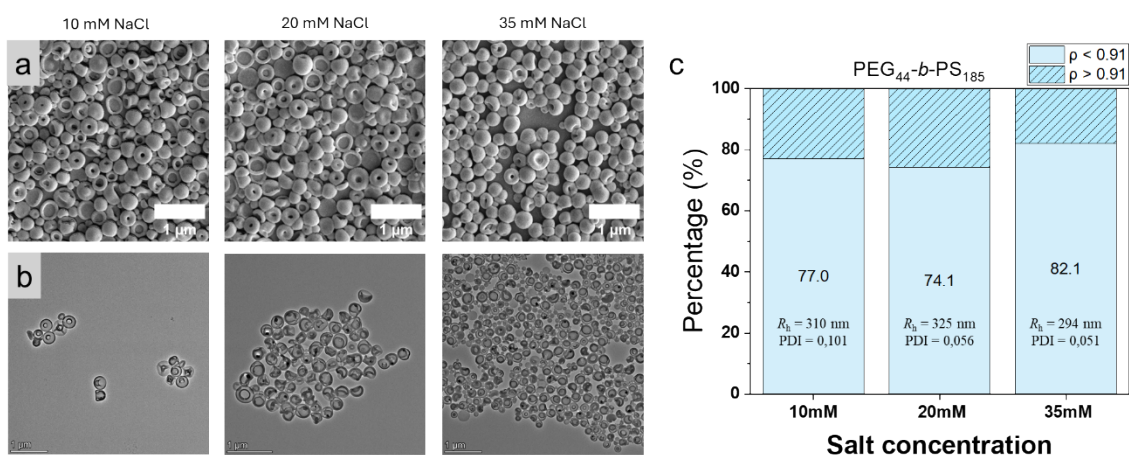 10 mM NaCl
20 mM NaCl
35 mM NaCl
a
1 µm
1 µm
1 µm
b
1 µm
1 µm
1 µm
c
PEG44-b-PS185
ρ < 0.91
ρ > 0.91
Percentage (%)
100
80
60
40
20
0
77.0
Rh = 310 nm
PDI = 0,101
74.1
Rh = 325 nm
PDI = 0,056
82.1
Rh = 294 nm
PDI = 0,051
10mM
20mM
35mM
Salt concentration